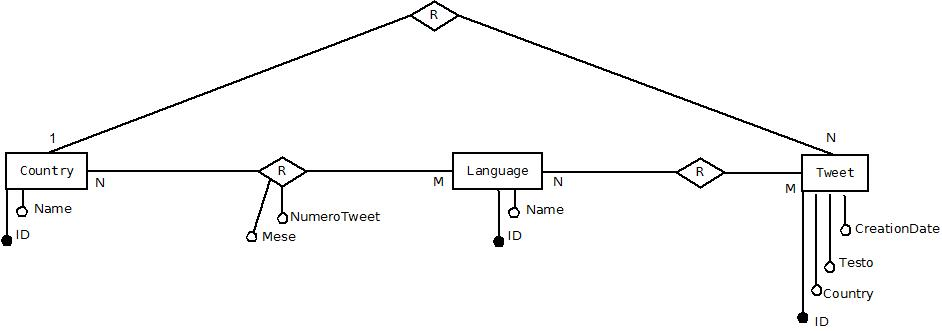 R
1
N
Country
N
R
M
Language
N
R
M
Tweet
Name
ID
NumeroTweet
Mese
Name
ID
CreationDate
Testo
Country
ID